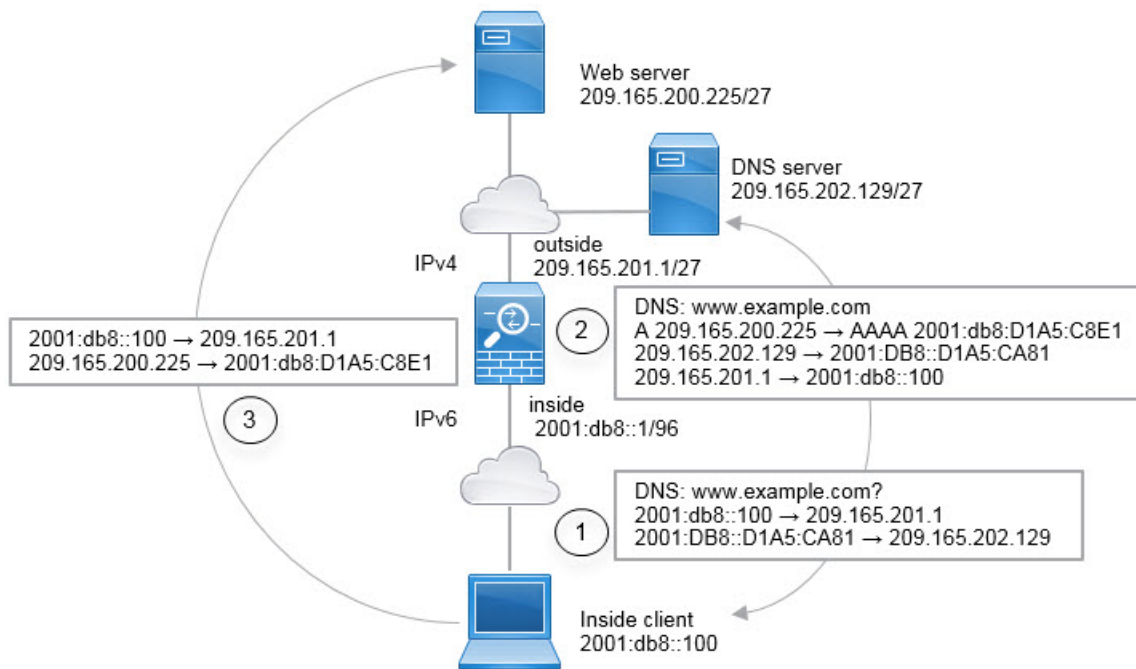 Web server
209.165.200.225/27
DNS server
209.165.202.129/27
outside
209.165.201.1/27
IPv4
2
DNS: www.example.com
A 209.165.200.225 → AAAA 2001:db8:D1A5:C8E1
209.165.202.129 → 2001:DB8::D1A5:CA81
209.165.201.1 → 2001:db8::100
2001:db8::100 → 209.165.201.1
209.165.200.225 → 2001:db8:D1A5:C8E1
3
IPv6
inside
2001:db8::1/96
1
DNS: www.example.com?
2001:db8::100 → 209.165.201.1
2001:DB8::D1A5:CA81 → 209.165.202.129
Inside client
2001:db8::100